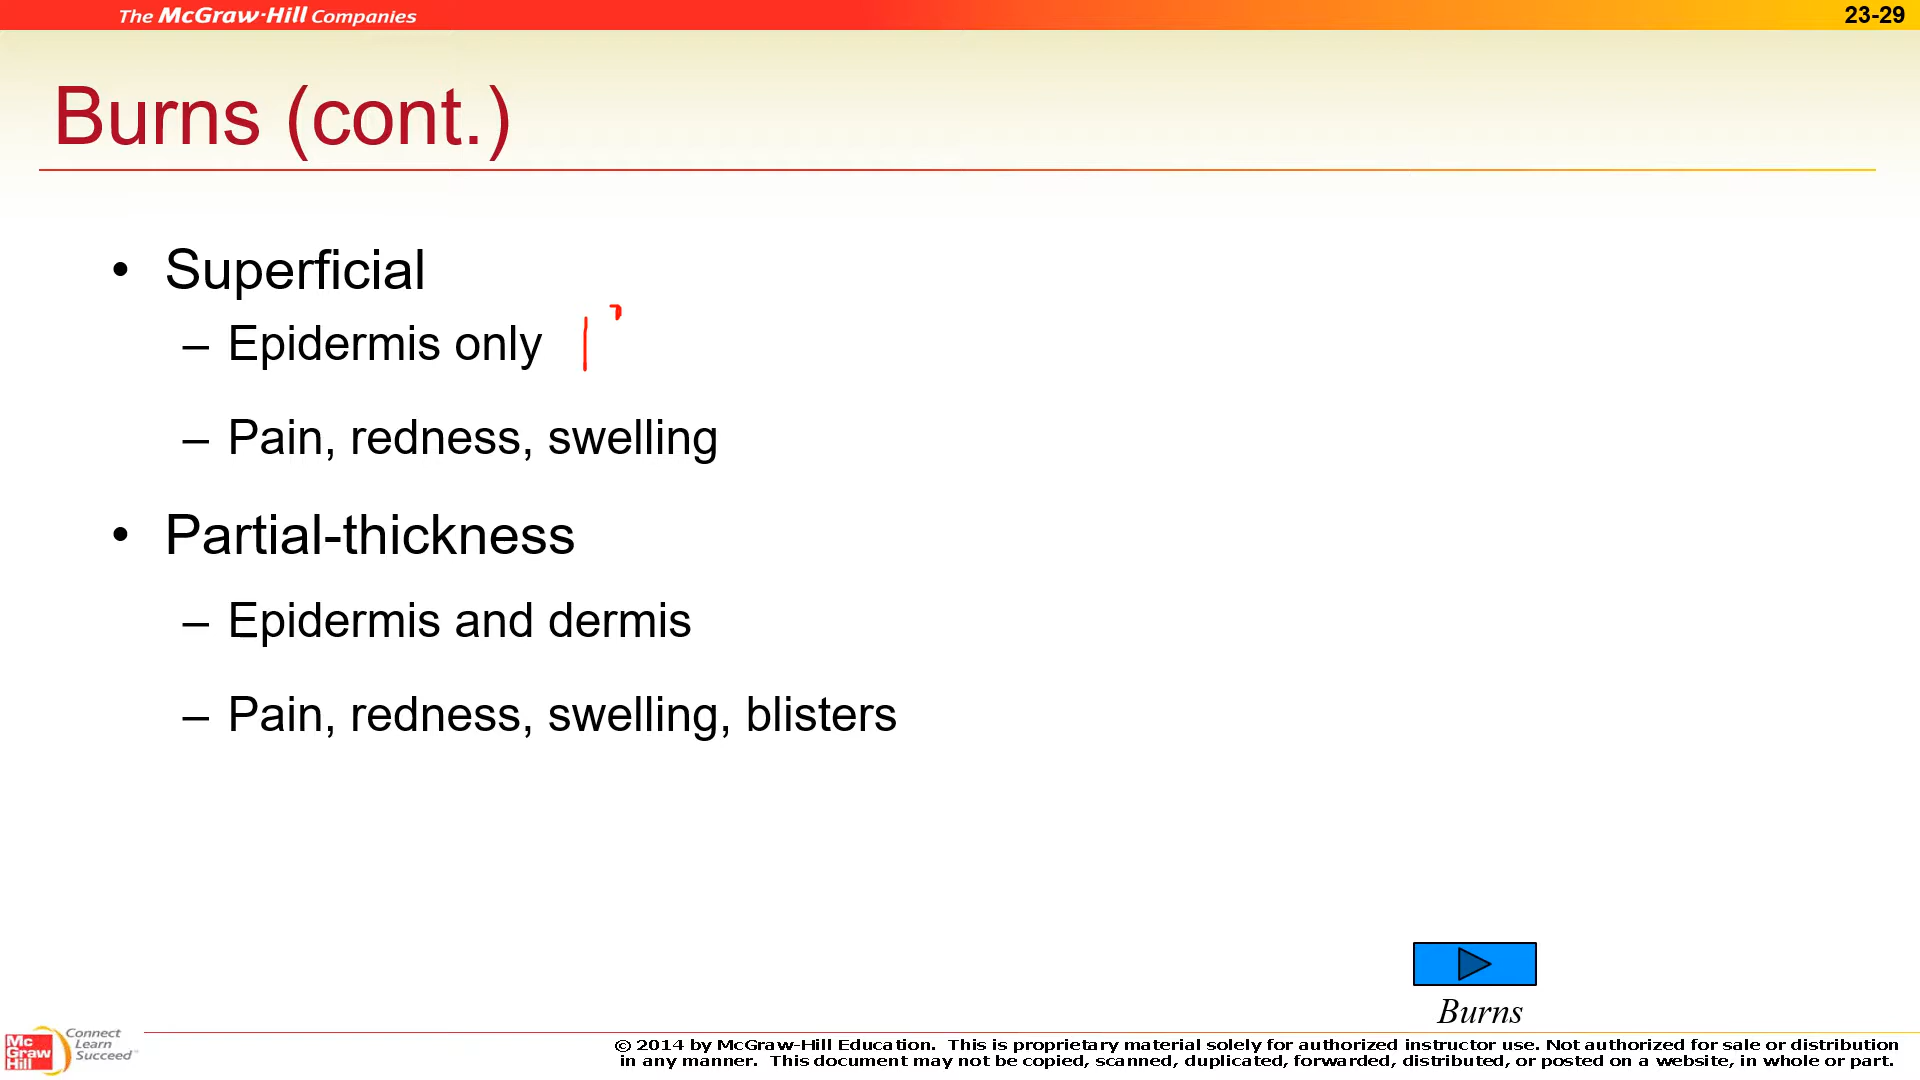 The McGraw-Hill Companies
23-29
Burns (cont.)
• Superficial
– Epidermis only 1°
– Pain, redness, swelling
• Partial-thickness
– Epidermis and dermis
– Pain, redness, swelling, blisters
Burns
Mc
Graw
Hill
Connect
Learn
Succeed™
© 2014 by McGraw-Hill Education. This is proprietary material solely for authorized instructor use. Not authorized for sale or distribution
in any manner. This document may not be copied, scanned, duplicated, forwarded, distributed, or posted on a website, in whole or part.